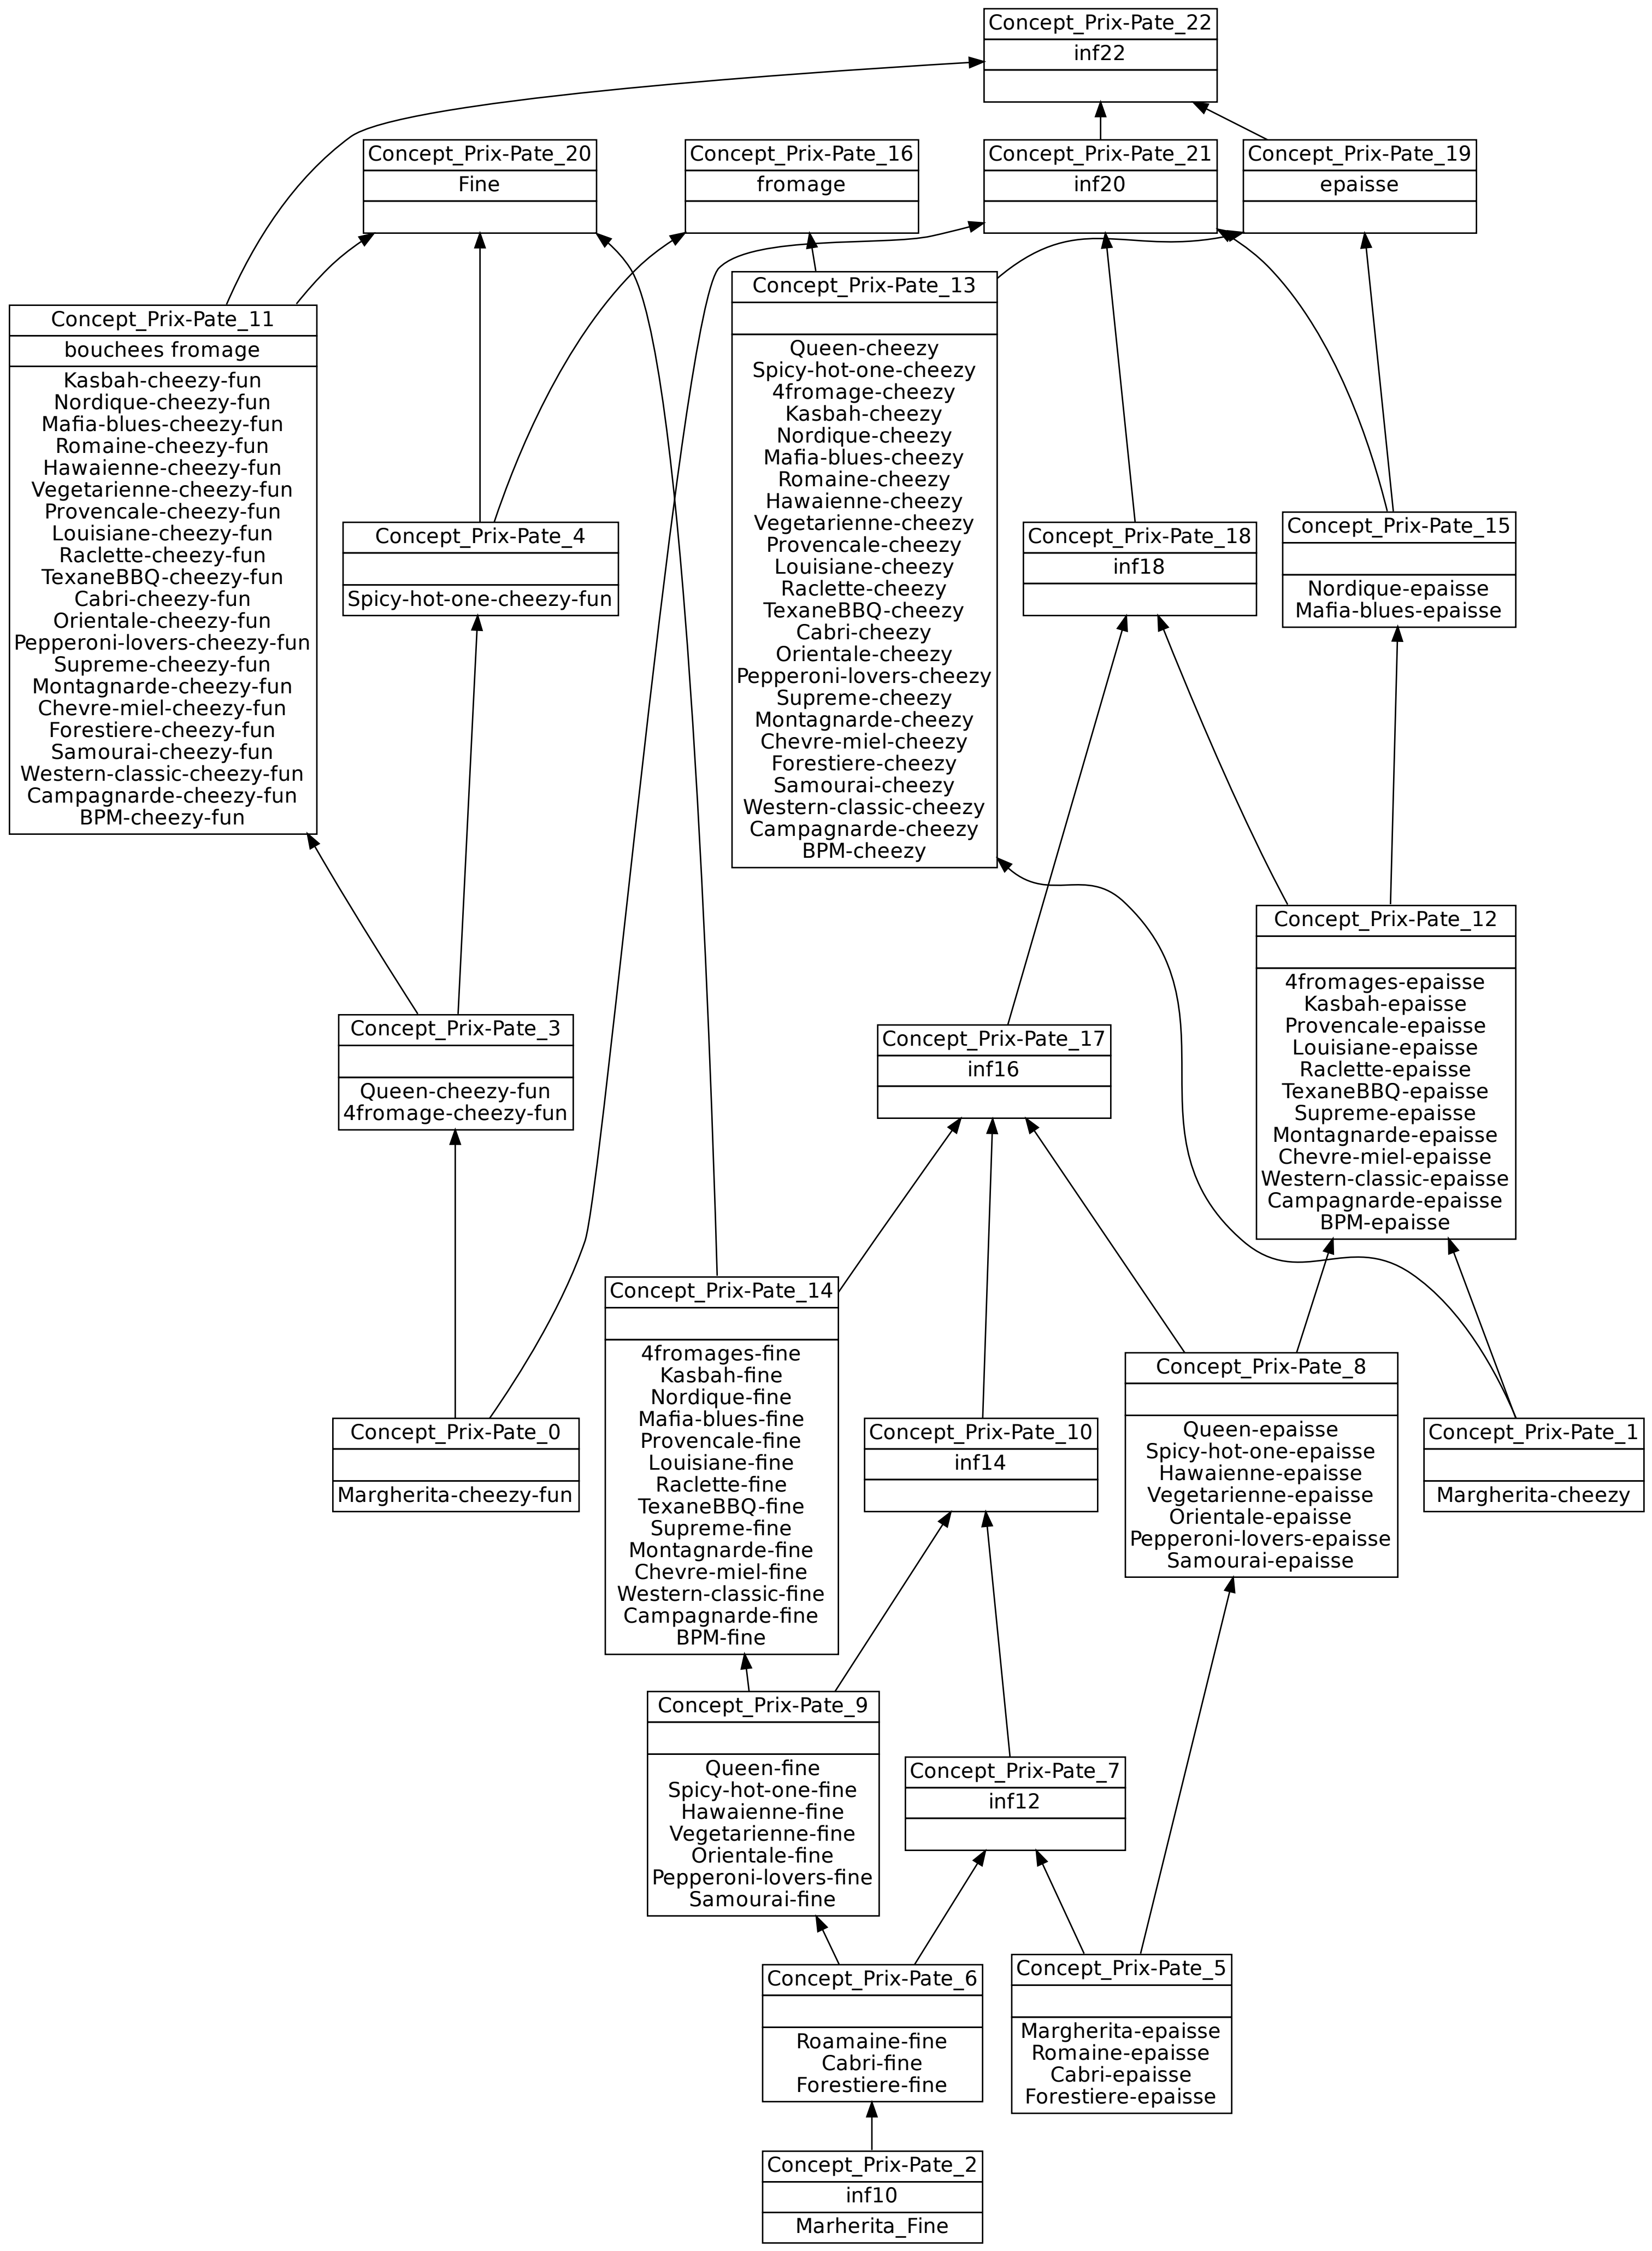 Concept_Prix-Pate_22
inf22
Concept_Prix-Pate_20
Fine
Concept_Prix-Pate_16
fromage
Concept_Prix-Pate_21
inf20
Concept_Prix-Pate_19
epaisse
Concept_Prix-Pate_11
bouchees fromage
Kasbah-cheezy-fun
Nordique-cheezy-fun
Mafia-blues-cheezy-fun
Romaine-cheezy-fun
Hawaienne-cheezy-fun
Vegetarienne-cheezy-fun
Provencale-cheezy-fun
Louisiane-cheezy-fun
Raclette-cheezy-fun
TexaneBBQ-cheezy-fun
Cabri-cheezy-fun
Orientale-cheezy-fun
Pepperoni-lovers-cheezy-fun
Supreme-cheezy-fun
Montagnarde-cheezy-fun
Chevre-miel-cheezy-fun
Forestiere-cheezy-fun
Samourai-cheezy-fun
Western-classic-cheezy-fun
Campagnarde-cheezy-fun
BPM-cheezy-fun
Concept_Prix-Pate_4
Spicy-hot-one-cheezy-fun
Concept_Prix-Pate_13
Queen-cheezy
Spicy-hot-one-cheezy
4fromage-cheezy
Kasbah-cheezy
Nordique-cheezy
Mafia-blues-cheezy
Romaine-cheezy
Hawaienne-cheezy
Vegetarienne-cheezy
Provencale-cheezy
Louisiane-cheezy
Raclette-cheezy
TexaneBBQ-cheezy
Cabri-cheezy
Orientale-cheezy
Pepperoni-lovers-cheezy
Supreme-cheezy
Montagnarde-cheezy
Chevre-miel-cheezy
Forestiere-cheezy
Samourai-cheezy
Western-classic-cheezy
Campagnarde-cheezy
BPM-cheezy
Concept_Prix-Pate_18
inf18
Concept_Prix-Pate_15
Nordique-epaisse
Mafia-blues-epaisse
Concept_Prix-Pate_12
4fromages-epaisse
Kasbah-epaisse
Provencale-epaisse
Louisiane-epaisse
Raclette-epaisse
TexaneBBQ-epaisse
Supreme-epaisse
Montagnarde-epaisse
Chevre-miel-epaisse
Western-classic-epaisse
Campagnarde-epaisse
BPM-epaisse
Concept_Prix-Pate_3
Queen-cheezy-fun
4fromage-cheezy-fun
Concept_Prix-Pate_17
inf16
Concept_Prix-Pate_14
4fromages-fine
Kasbah-fine
Nordique-fine
Mafia-blues-fine
Provencale-fine
Louisiane-fine
Raclette-fine
TexaneBBQ-fine
Supreme-fine
Montagnarde-fine
Chevre-miel-fine
Western-classic-fine
Campagnarde-fine
BPM-fine
Concept_Prix-Pate_8
Queen-epaisse
Spicy-hot-one-epaisse
Hawaienne-epaisse
Vegetarienne-epaisse
Orientale-epaisse
Pepperoni-lovers-epaisse
Samourai-epaisse
Concept_Prix-Pate_0
Margherita-cheezy-fun
Concept_Prix-Pate_10
inf14
Concept_Prix-Pate_1
Margherita-cheezy
Concept_Prix-Pate_9
Queen-fine
Spicy-hot-one-fine
Hawaienne-fine
Vegetarienne-fine
Orientale-fine
Pepperoni-lovers-fine
Samourai-fine
Concept_Prix-Pate_7
inf12
Concept_Prix-Pate_6
Roamaine-fine
Cabri-fine
Forestiere-fine
Concept_Prix-Pate_5
Margherita-epaisse
Romaine-epaisse
Cabri-epaisse
Forestiere-epaisse
Concept_Prix-Pate_2
inf10
Marherita_Fine